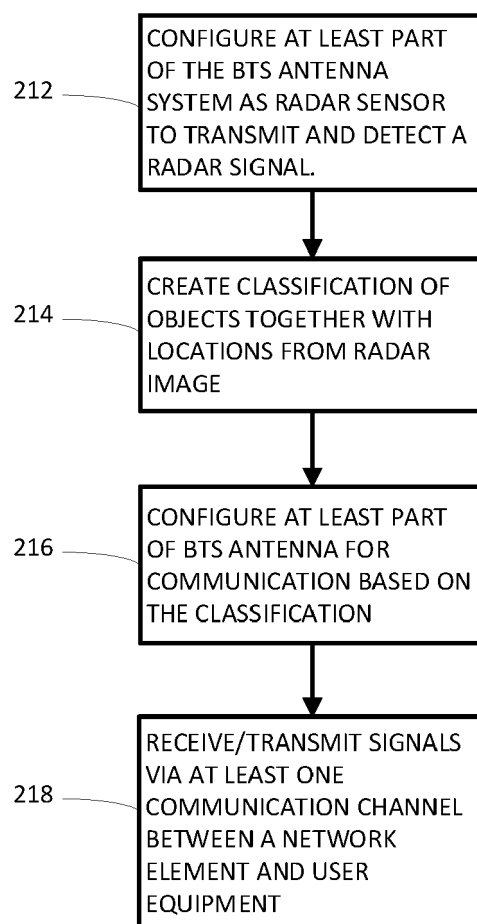 212
CONFIGURE AT LEAST PART
OF THE BTS ANTENNA
SYSTEM AS RADAR SENSOR
TO TRANSMIT AND DETECT A
RADAR SIGNAL.
214
CREATE CLASSIFICATION OF
OBJECTS TOGETHER WITH
LOCATIONS FROM RADAR
IMAGE
216
CONFIGURE AT LEAST PART
OF BTS ANTENNA FOR
COMMUNICATION BASED ON
THE CLASSIFICATION
218
RECEIVE/TRANSMIT SIGNALS
VIA AT LEAST ONE
COMMUNICATION CHANNEL
BETWEEN A NETWORK
ELEMENT AND USER
EQUIPMENT